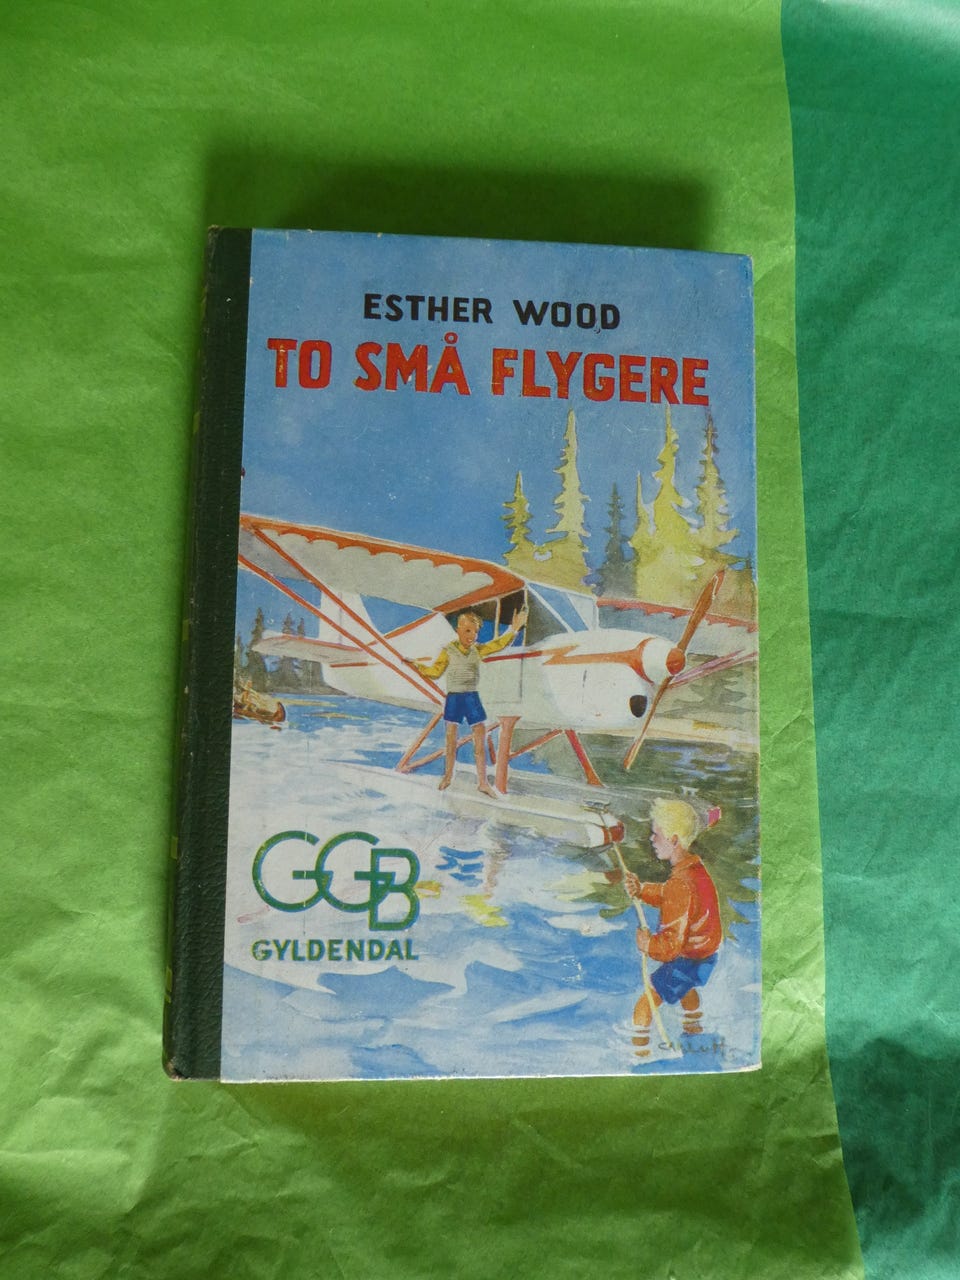 ESTHER WOOD
TO SMÅ FLYGERE
GGB
GYLDENDAL